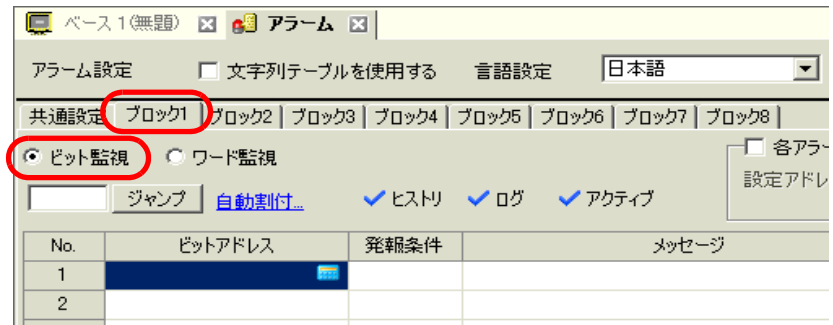 ベース 1(無題) アラーム
アラーム設定 文字列テーブルを使用する 言語設定 日本語
共通設定 ブロック1 ブロック2 ブロック3 ブロック4 ブロック5 ブロック6 ブロック7 ブロック8
ビット監視 ワード監視 各アラー
ジャンプ 自動割付... ヒストリ ログ アクティブ 設定アドレ
No. ビットアドレス 発報条件 メッセージ
1
2